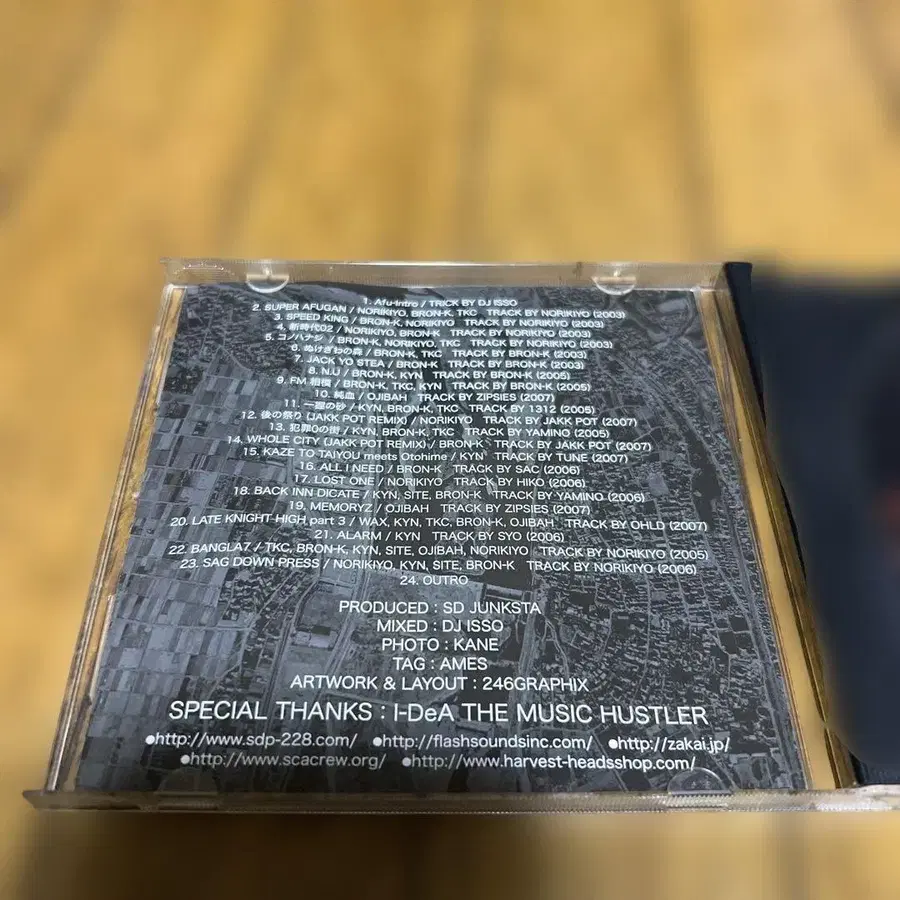 1. Afu-Intro / TRICK BY DJ ISSO
2. SUPER AFUGAN / NORIKIYO, BRON-K, TKC TRACK BY NORIKIYO (2003)
3. SPEED KING / BRON-K, NORIKIYO TRACK BY NORIKIYO (2003)
4. 新時代02 / NORIKIYO, BRON-K TRACK BY NORIKIYO (2003)
5. コノハナシ / BRON-K, NORIKIYO, TKC TRACK BY NORIKIYO (2003)
6. ぬけぎわの森 / BRON-K, TKC TRACK BY BRON-K (2003)
7. JACK YO STEA / BRON-K TRACK BY BRON-K (2003)
8. N.I.J / BRON-K, KYN TRACK BY BRON-K (2005)
9. FM 相模 / BRON-K, TKC, KYN TRACK BY BRON-K (2005)
10. 純血 / OJIBAH TRACK BY ZIPSIES (2007)
11. 一握の砂 / KYN, BRON-K, TKC TRACK BY 1312 (2005)
12. 後の祭り (JAKK POT REMIX) / NORIKIYO TRACK BY JAKK POT (2007)
13. 犯罪0の街 / KYN, BRON-K, TKC TRACK BY YAMINO (2005)
14. WHOLE CITY (JAKK POT REMIX) / BRON-K TRACK BY JAKK POT (2007)
15. KAZE TO TAIYOU meets Otohime / KYN TRACK BY TUNE (2007)
16. ALL I NEED / BRON-K TRACK BY SAC (2006)
17. LOST ONE / NORIKIYO TRACK BY HIKO (2006)
18. BACK INN DICATE / KYN, SITE, BRON-K TRACK BY YAMINO (2006)
19. MEMORYZ / OJIBAH TRACK BY ZIPSIES (2007)
20. LATE KNIGHT HIGH part 3 / WAX, KYN, TKC, BRON-K, OJIBAH TRACK BY OHLD (2007)
21. ALARM / KYN TRACK BY SYO (2006)
22. BANGLA7 / TKC, BRON-K, KYN, SITE, OJIBAH, NORIKIYO TRACK BY NORIKIYO (2005)
23. SAG DOWN PRESS / NORIKIYO, KYN, SITE, BRON-K TRACK BY NORIKIYO (2006)
24. OUTRO
PRODUCED : SD JUNKSTA
MIXED : DJ ISSO
PHOTO : KANE
TAG : AMES
ARTWORK & LAYOUT : 246GRAPHIX
SPECIAL THANKS : I-DeA THE MUSIC HUSTLER
●http://www.sdp-228.com/ ●http://flashsoundsinc.com/ ●http://zakai.jp/
●http://www.scacrew.org/ ●http://www.harvest-headsshop.com/